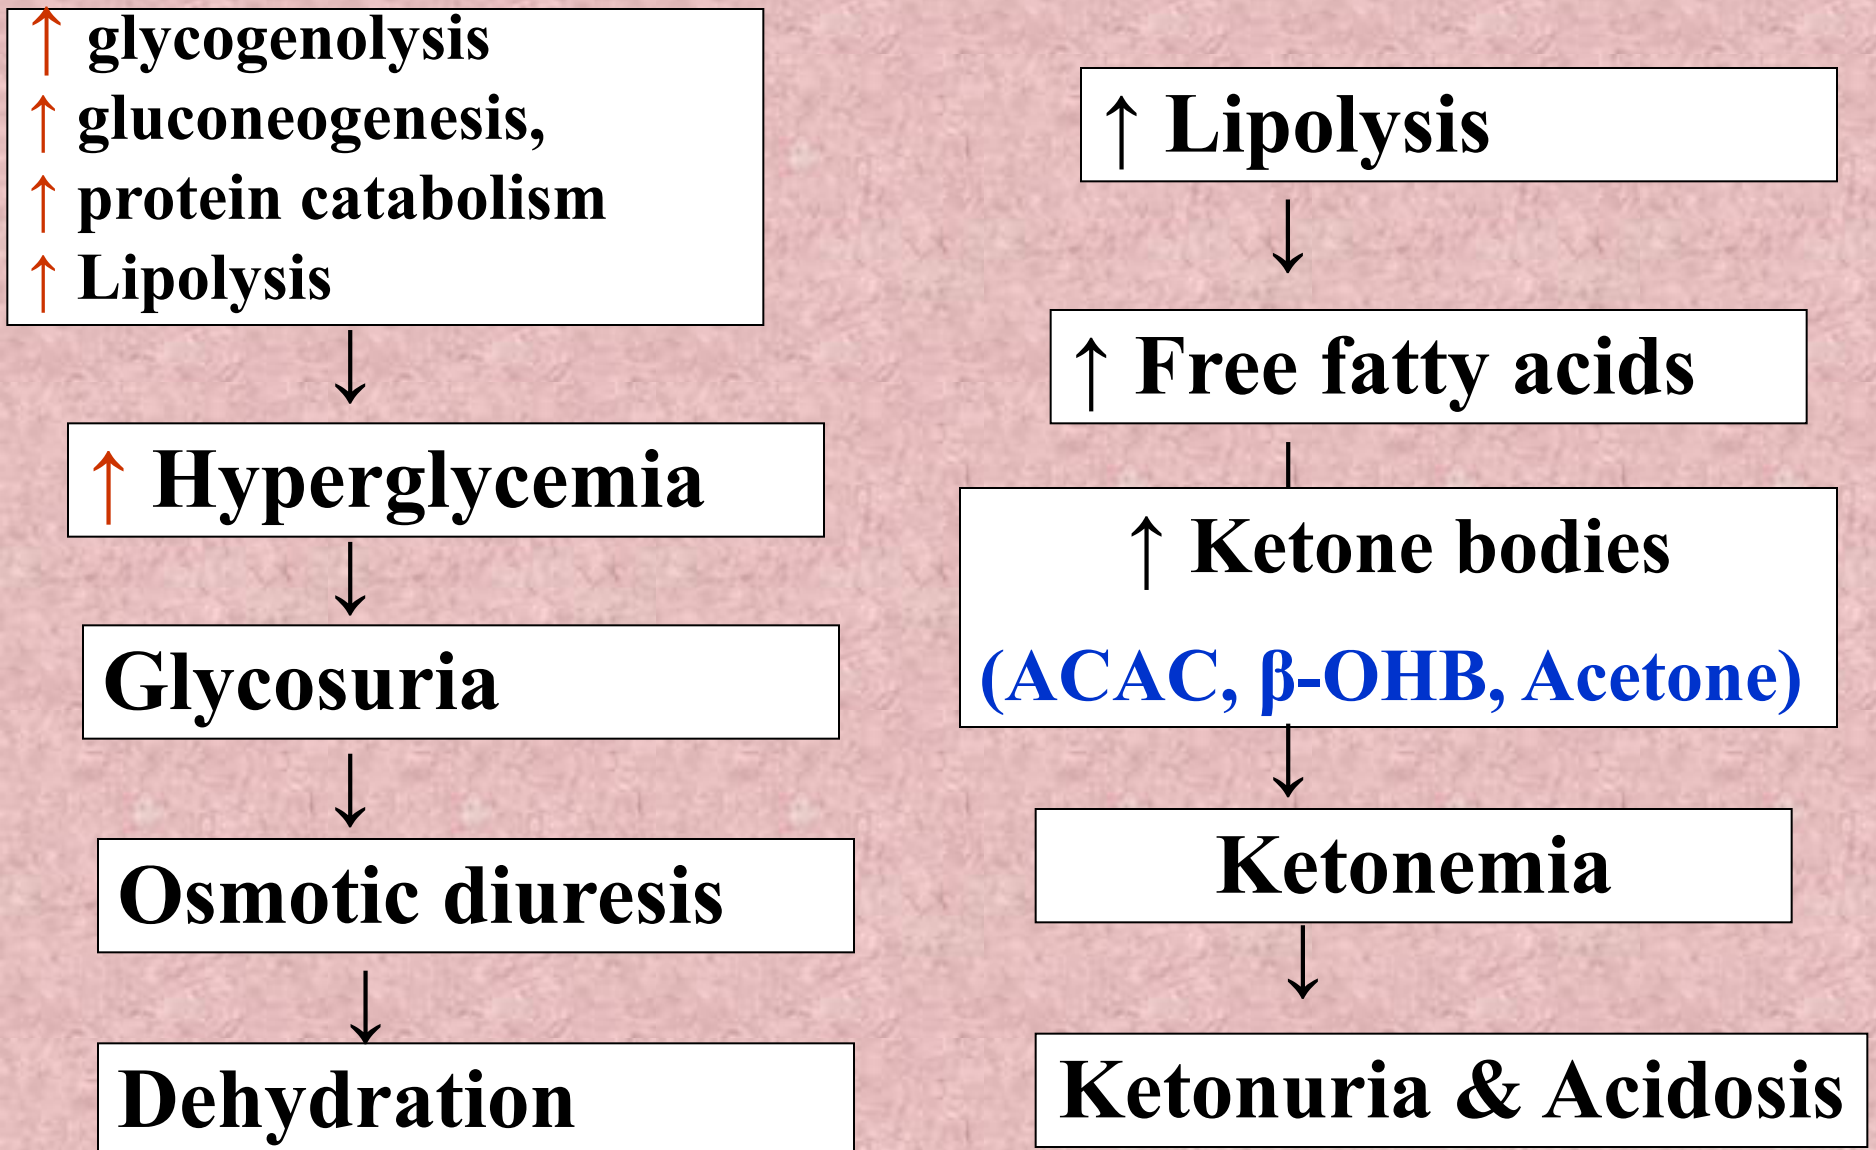 ↑ glycogenolysis
↑ gluconeogenesis,
↑ protein catabolism
↑ Lipolysis
↑ Hyperglycemia
Glycosuria
Osmotic diuresis
Dehydration
↑ Lipolysis
↑ Free fatty acids
↑ Ketone bodies
(ACAC, β-OHB, Acetone)
Ketonemia
Ketonuria & Acidosis